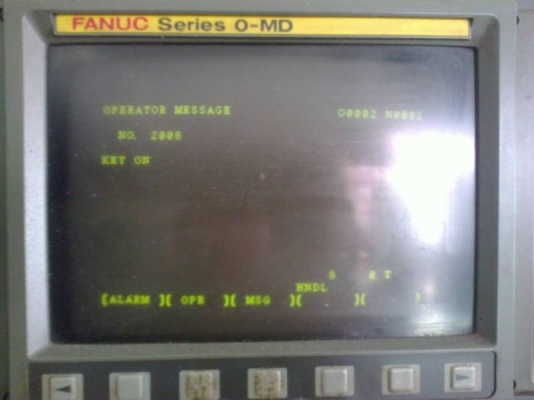 FANUC Series O-MD
OPERATOR MESSAGE O0002 N0002
NO. 2008
KEY ON
S 0 T
HNDL
[ALARM ][ OPR ][ MSG ][ ][ ]